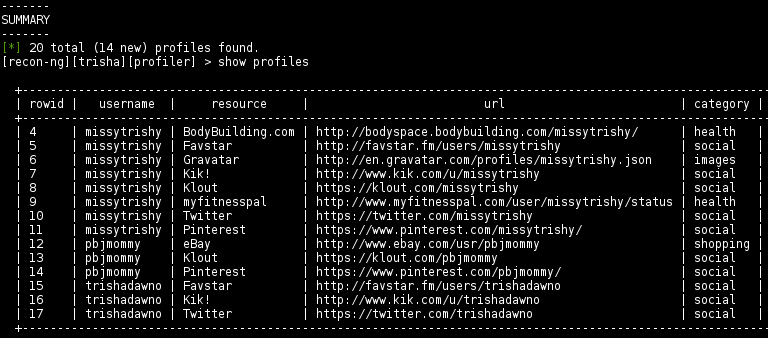 -------
SUMMARY
-------
[*] 20 total (14 new) profiles found.
[recon-ng][trisha][profiler] > show profiles
+---------------------------------------------------------------------------------------------------------
| rowid | username | resource | url | category |
+---------------------------------------------------------------------------------------------------------
| 4 | missytrishy | BodyBuilding.com | http://bodyspace.bodybuilding.com/missytrishy/ | health |
| 5 | missytrishy | Favstar | http://favstar.fm/users/missytrishy | social |
| 6 | missytrishy | Gravatar | http://en.gravatar.com/profiles/missytrishy.json | images |
| 7 | missytrishy | Kik! | http://www.kik.com/u/missytrishy | social |
| 8 | missytrishy | Klout | https://klout.com/missytrishy | social |
| 9 | missytrishy | myfitnesspal | http://www.myfitnesspal.com/user/missytrishy/status | health |
| 10 | missytrishy | Twitter | https://twitter.com/missytrishy | social |
| 11 | missytrishy | Pinterest | https://www.pinterest.com/missytrishy/ | social |
| 12 | pbjmommy | eBay | http://www.ebay.com/usr/pbjmommy | shopping |
| 13 | pbjmommy | Klout | https://klout.com/pbjmommy | social |
| 14 | pbjmommy | Pinterest | https://www.pinterest.com/pbjmommy/ | social |
| 15 | trishadawno | Favstar | http://favstar.fm/users/trishadawno | social |
| 16 | trishadawno | Kik! | http://www.kik.com/u/trishadawno | social |
| 17 | trishadawno | Twitter | https://twitter.com/trishadawno | social |
+---------------------------------------------------------------------------------------------------------